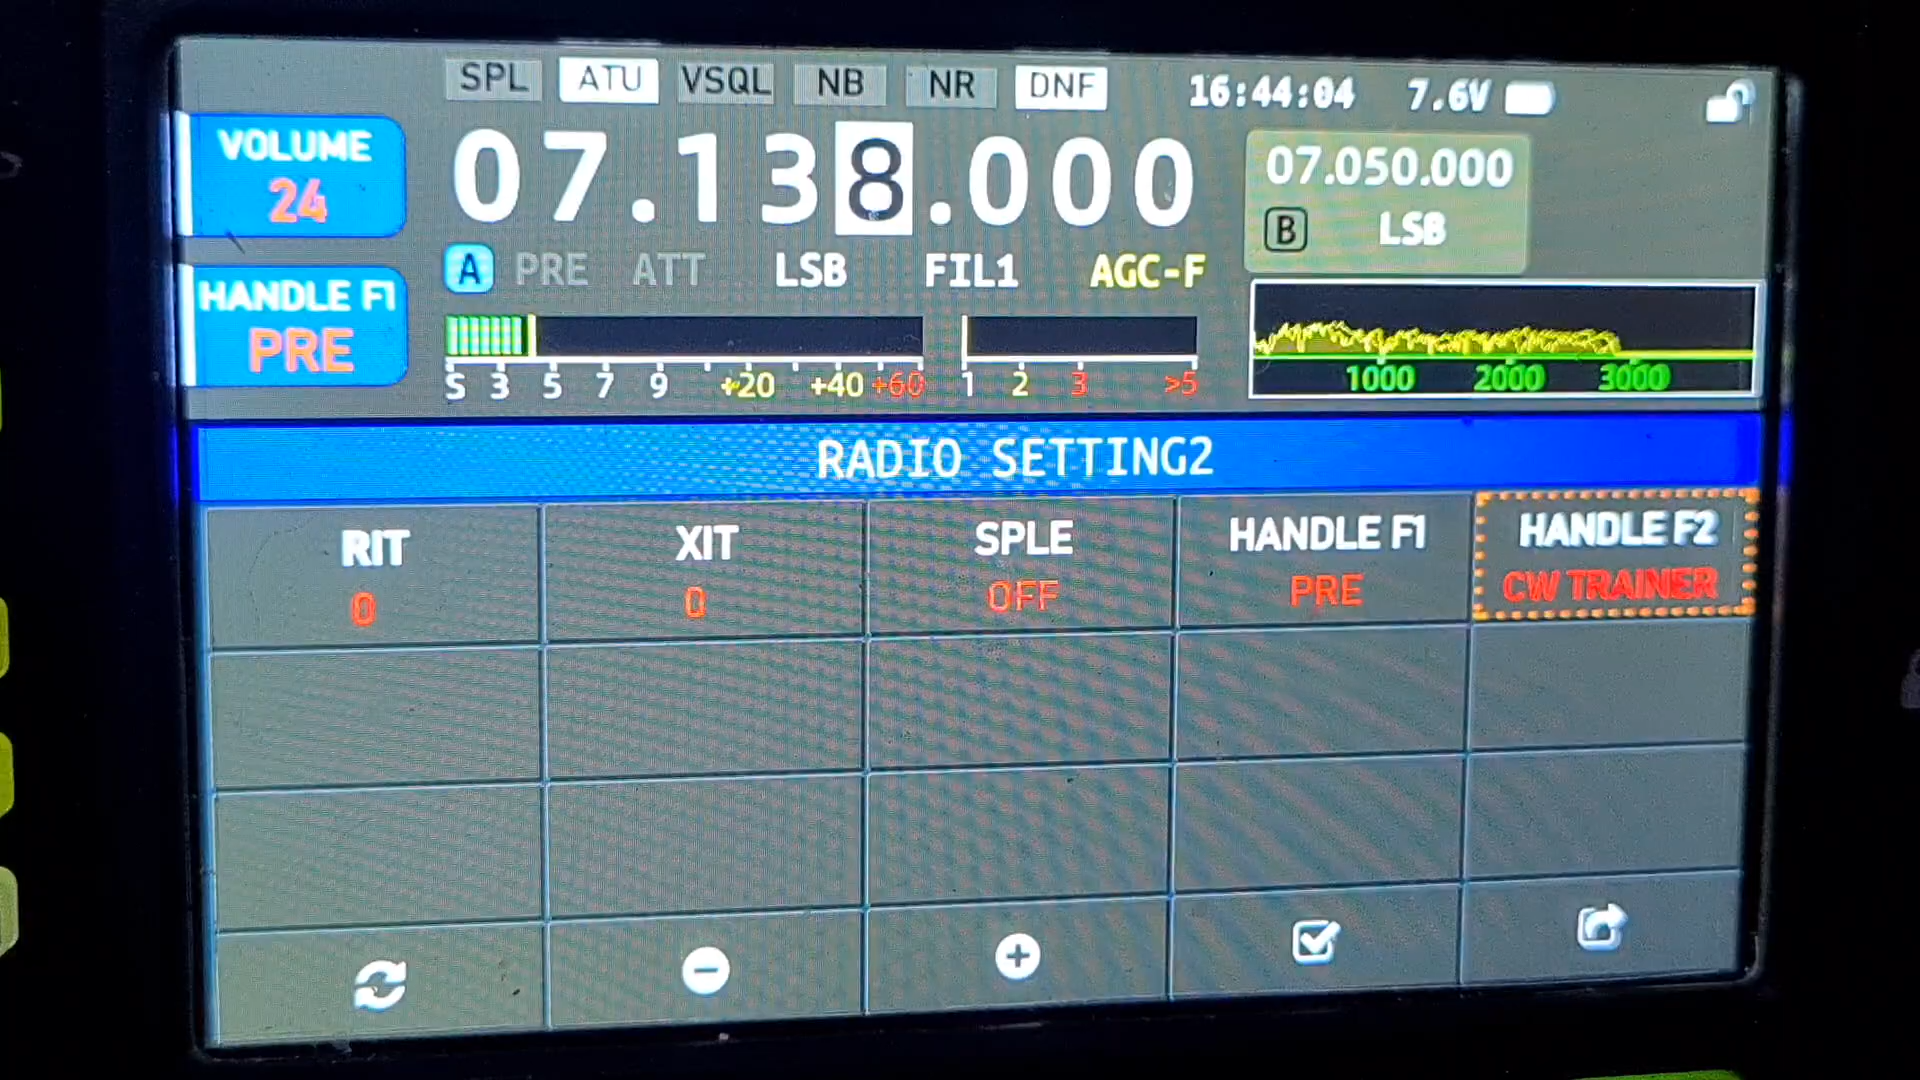 SPL ATU VSQL NB NR DNF 16:44:04 7.6V
VOLUME
24
07.138.000
07.050.000
B LSB
HANDLE F1
PRE
A PRE ATT LSB FIL1 AGC-F
S 3 5 7 9 +20 +40 +60 1 2 3 >5
1000 2000 3000
RADIO SETTING2
RIT XIT SPLE HANDLE F1 HANDLE F2
0 0 OFF PRE CW TRAINER